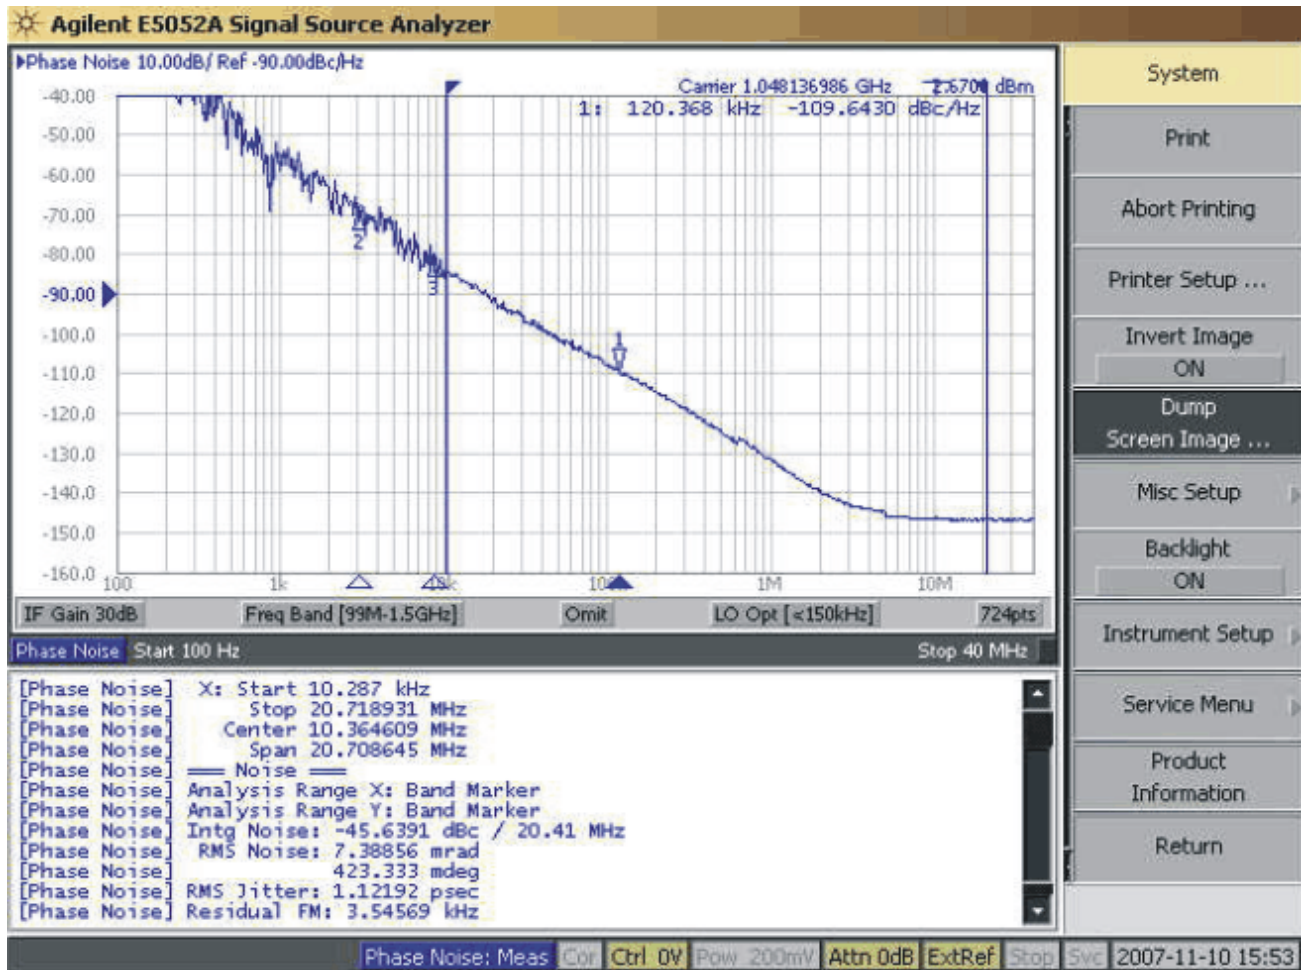 Agilent E5052A Signal Source Analyzer
▶Phase Noise 10.00dB/ Ref -90.00dBc/Hz
Carrier 1.048136986 GHz dBm
1: 120.368 kHz -109.6430 dBc/Hz
-40.00
-50.00
-60.00
-70.00
-80.00
-90.00
-100.0
-110.0
-120.0
-130.0
-140.0
-150.0
-160.0
1
2
3
100 1k 1M 10M
IF Gain 30dB Freq Band [99M-1.5GHz] Omit LO Opt [<150kHz] 724pts
Phase Noise Start 100 Hz Stop 40 MHz
[Phase Noise] X: Start 10.287 kHz
[Phase Noise] Stop 20.718931 MHz
[Phase Noise] Center 10.364609 MHz
[Phase Noise] Span 20.708645 MHz
[Phase Noise] === Noise ===
[Phase Noise] Analysis Range X: Band Marker
[Phase Noise] Analysis Range Y: Band Marker
[Phase Noise] Intg Noise: -45.6391 dBc / 20.41 MHz
[Phase Noise] RMS Noise: 7.38856 mrad
[Phase Noise] 423.333 mdeg
[Phase Noise] RMS Jitter: 1.12192 psec
[Phase Noise] Residual FM: 3.54569 kHz
System
Print
Abort Printing
Printer Setup ...
Invert Image
ON
Dump
Screen Image ...
Misc Setup
Backlight
ON
Instrument Setup
Service Menu
Product
Information
Return
Phase Noise: Meas Cor Ctrl 0V Pow 200mV Attn 0dB ExtRef Stop Svc 2007-11-10 15:53